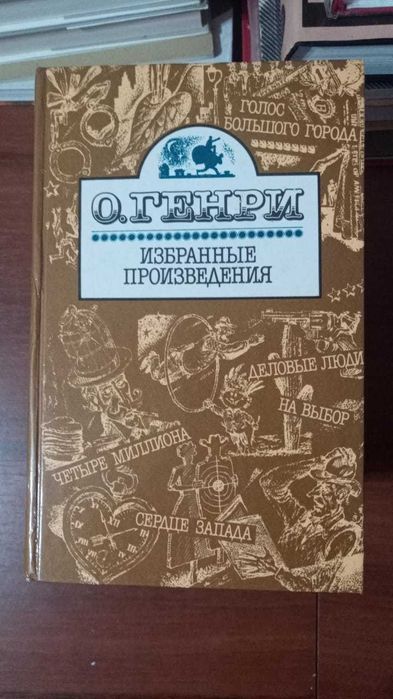 ГОЛОС
БОЛЬШОГО ГОРОДА
О. ГЕНРИ
ИЗБРАННЫЕ
ПРОИЗВЕДЕНИЯ
ДЕЛОВЫЕ ЛЮДИ
НА ВЫБОР
ЧЕТЫРЕ МИЛЛИОНА
СЕРДЦЕ ЗАПАДА